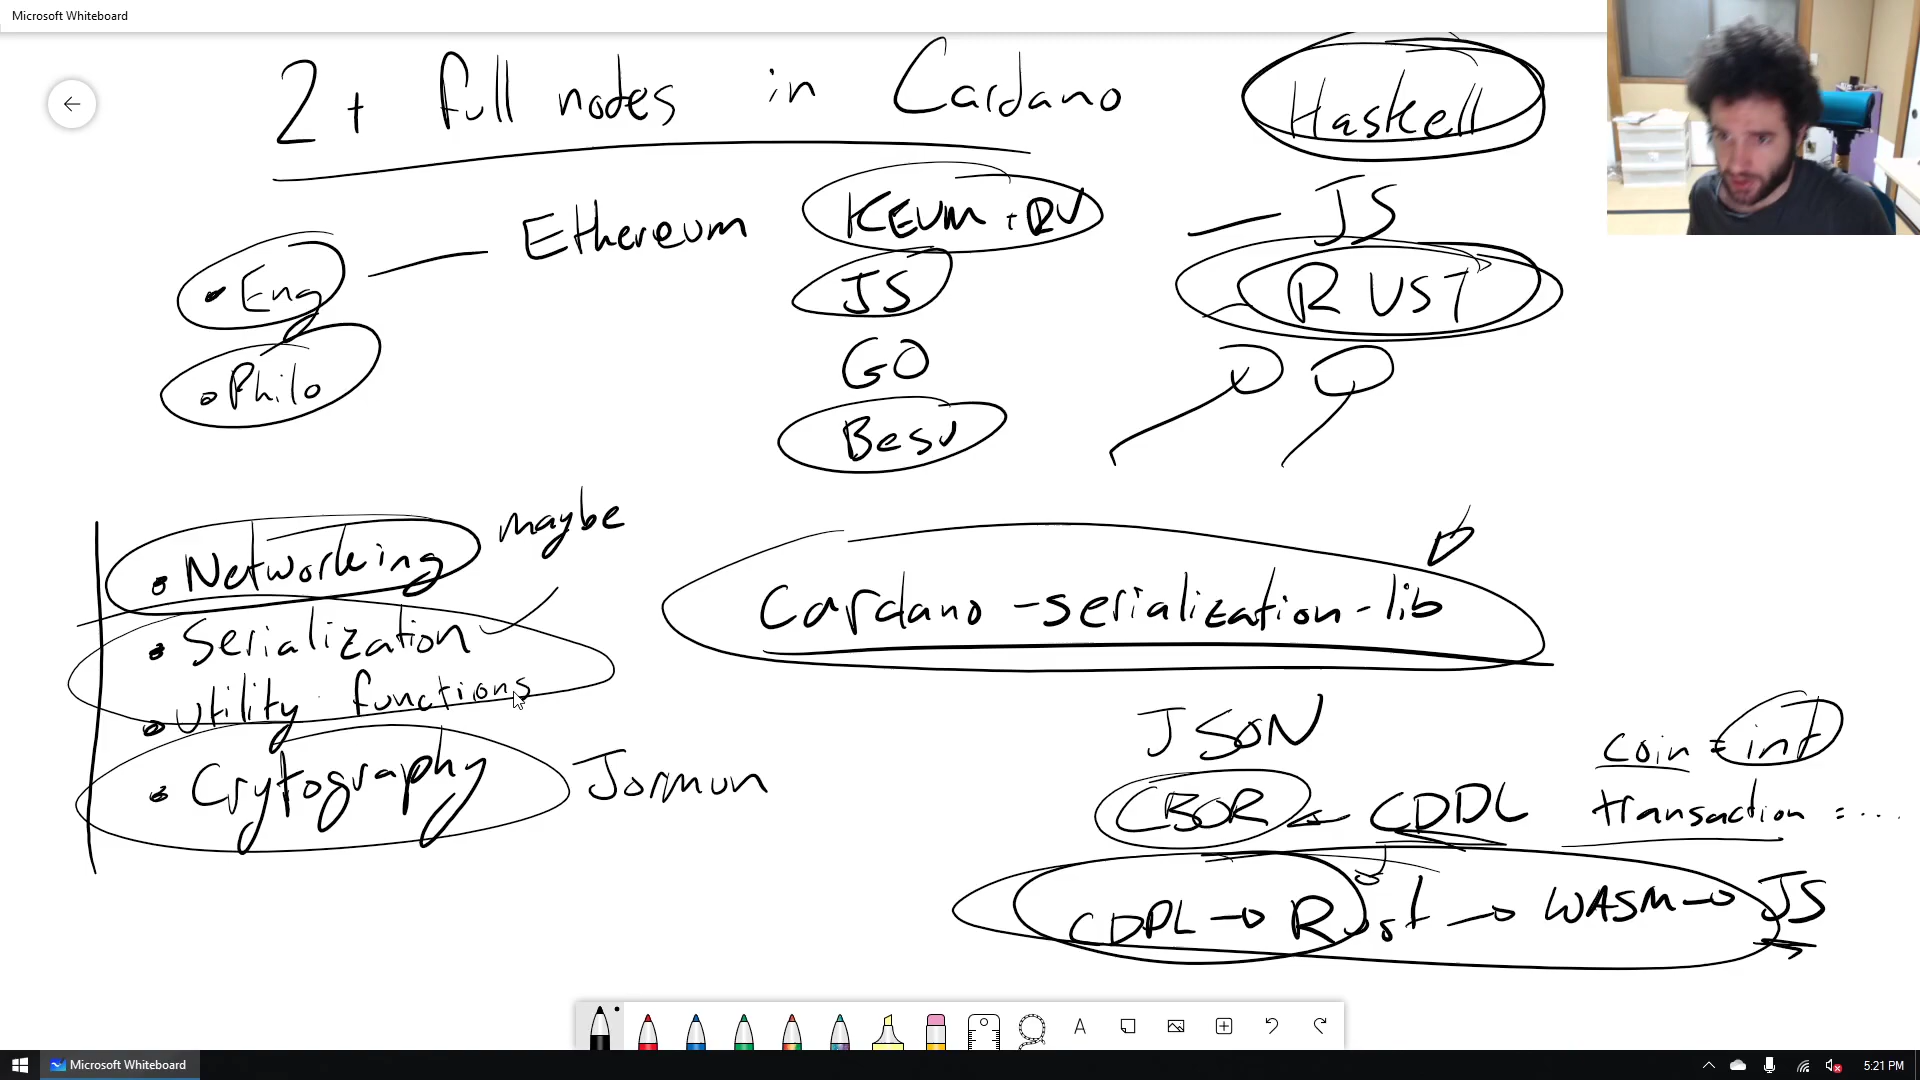 Microsoft Whiteboard
2+ full nodes in Cardano
Haskell
• Eng — Ethereum
• Philo
KEVM + RV
JS
GO
Besu
— JS
RUST
• Networking maybe
• Serialization
• Utility functions
• Crytography Jormun
Cardano-serialization-lib
JSON
CBOR ← CDDL
coin = int
transaction = ...
CDDL → Rust → WASM → JS
A
Microsoft Whiteboard
5:21 PM